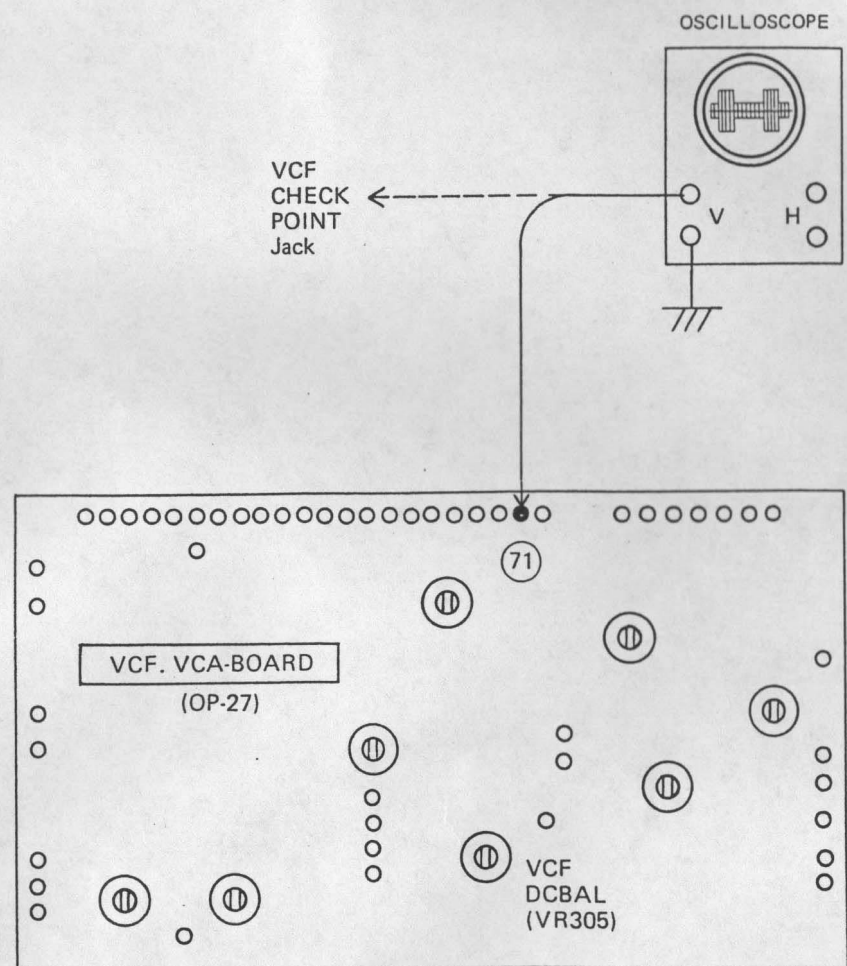 OSCILLOSCOPE
VCF
CHECK
POINT
Jack
V H
71
VCF. VCA-BOARD
(OP-27)
VCF
DCBAL
(VR305)